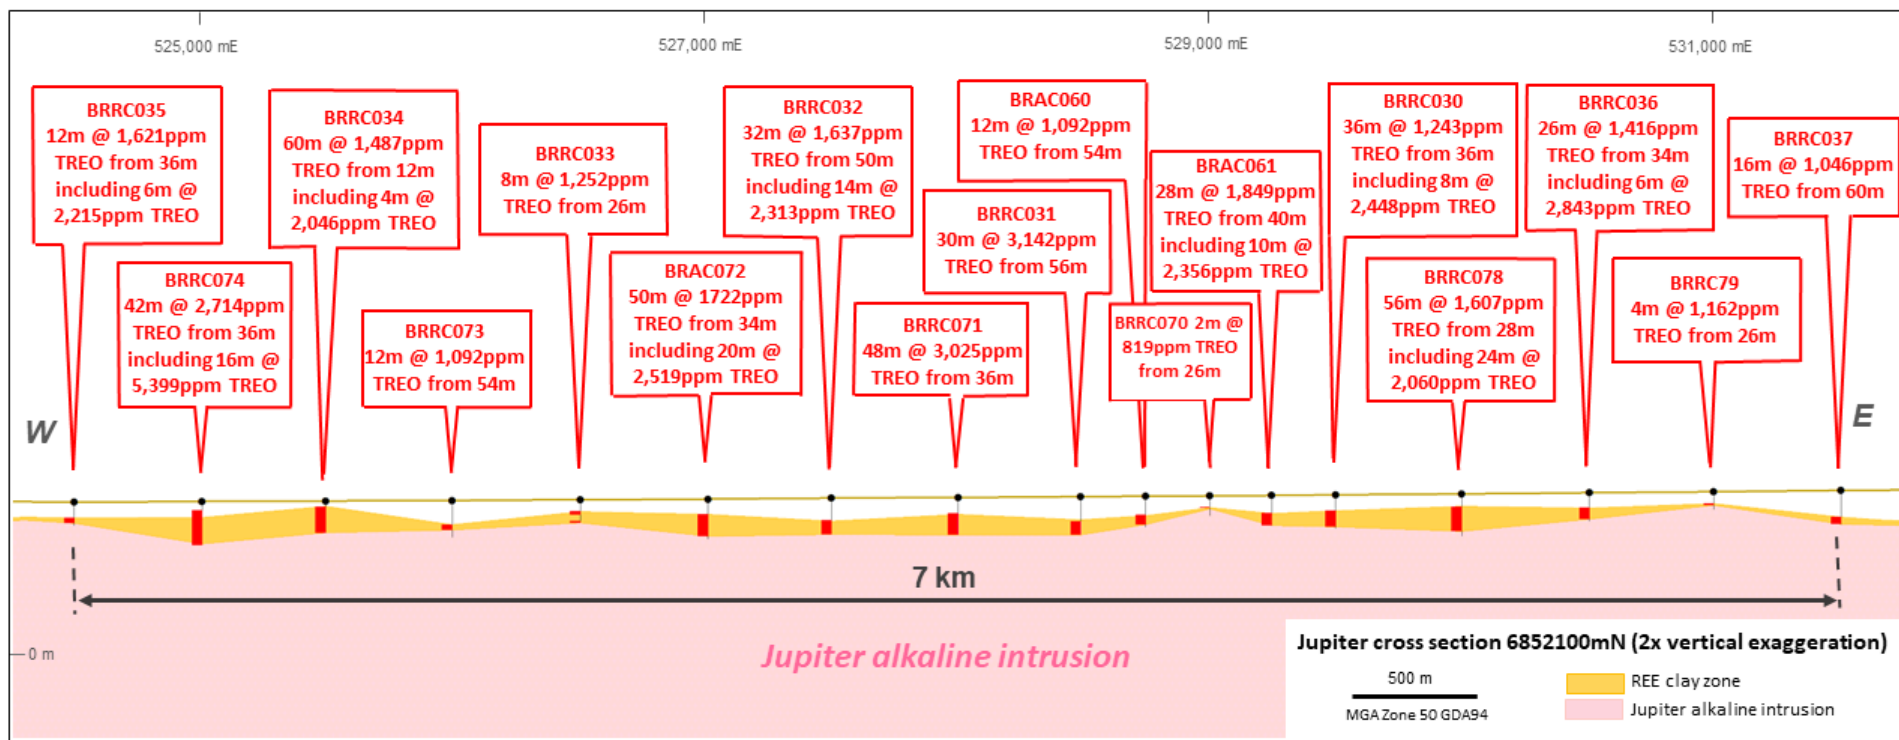 525,000 mE
527,000 mE
529,000 mE
531,000 mE
BRRC035
12m @ 1,621ppm
TREO from 36m
including 6m @
2,215ppm TREO
BRRC074
42m @ 2,714ppm
TREO from 36m
including 16m @
5,399ppm TREO
BRRC034
60m @ 1,487ppm
TREO from 12m
including 4m @
2,046ppm TREO
BRRC073
12m @ 1,092ppm
TREO from 54m
BRRC033
8m @ 1,252ppm
TREO from 26m
BRAC072
50m @ 1722ppm
TREO from 34m
including 20m @
2,519ppm TREO
BRRC032
32m @ 1,637ppm
TREO from 50m
including 14m @
2,313ppm TREO
BRRC071
48m @ 3,025ppm
TREO from 36m
BRRC031
30m @ 3,142ppm
TREO from 56m
BRAC060
12m @ 1,092ppm
TREO from 54m
BRRC070 2m @
819ppm TREO
from 26m
BRAC061
28m @ 1,849ppm
TREO from 40m
including 10m @
2,356ppm TREO
BRRC030
36m @ 1,243ppm
TREO from 36m
including 8m @
2,448ppm TREO
BRRC078
56m @ 1,607ppm
TREO from 28m
including 24m @
2,060ppm TREO
BRRC036
26m @ 1,416ppm
TREO from 34m
including 6m @
2,843ppm TREO
BRRC79
4m @ 1,162ppm
TREO from 26m
BRRC037
16m @ 1,046ppm
TREO from 60m
W
E
7 km
0 m
Jupiter alkaline intrusion
Jupiter cross section 6852100mN (2x vertical exaggeration)
500 m
MGA Zone 50 GDA94
REE clay zone
Jupiter alkaline intrusion